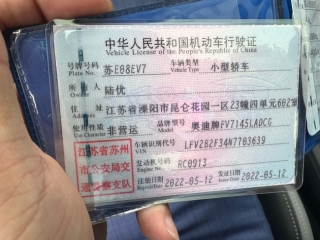 中华人民共和国机动车行驶证
Vehicle License of the People's Republic of China
号牌号码 苏E08EV7 车辆类型 小型轿车
Plate No. Vehicle Type
所有人 陆优
住址 江苏省溧阳市昆仑花园一区23幢四单元602室
使用性质 非营运 品牌型号 奥迪牌FV7145LADCG
江苏省苏州 车辆识别代号 LFV2B2F34N7703639
VIN
市公安局交 发动机号码 RC0913
Engine No.
通警察支队 注册日期 2022-05-12 发证日期 2022-05-12
Register Date Issue Date